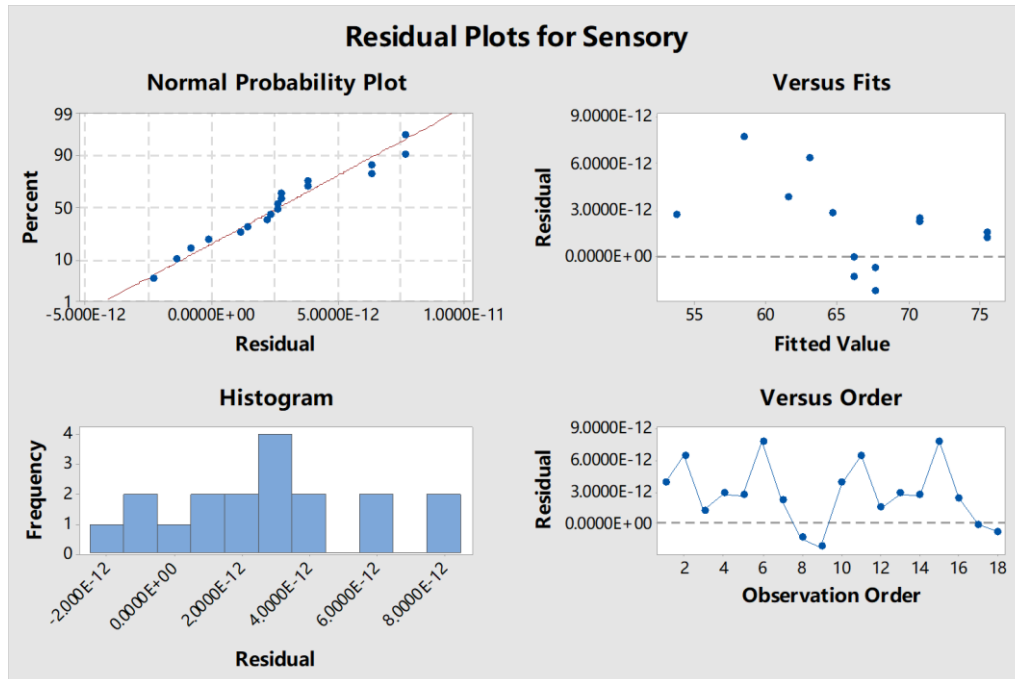 Residual Plots for Sensory
Normal Probability Plot
99
90
50
10
1
Percent
-5.000E-12 0.0000E+00 5.0000E-12 1.0000E-11
Residual
Versus Fits
9.0000E-12
6.0000E-12
3.0000E-12
0.0000E+00
Residual
55 60 65 70 75
Fitted Value
Histogram
4
3
2
1
0
Frequency
-2.000E-12 0.0000E+00 2.0000E-12 4.0000E-12 6.0000E-12 8.0000E-12
Residual
Versus Order
9.0000E-12
6.0000E-12
3.0000E-12
0.0000E+00
Residual
2 4 6 8 10 12 14 16 18
Observation Order